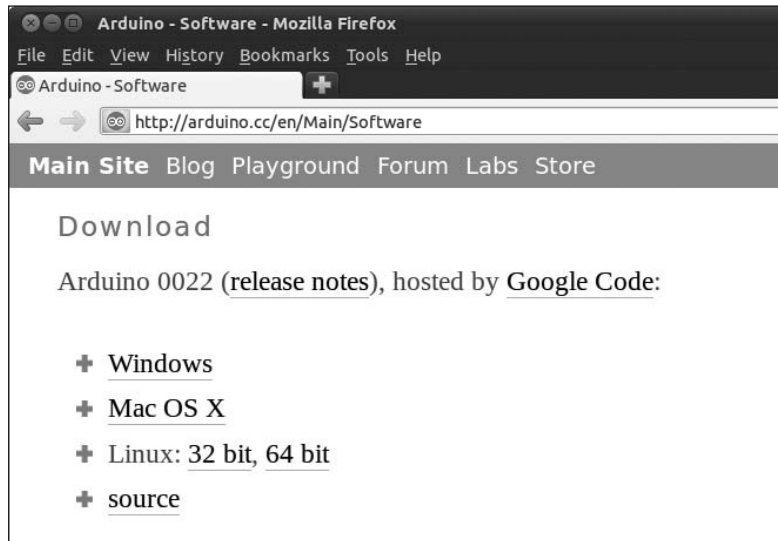 Arduino - Software - Mozilla Firefox
File Edit View History Bookmarks Tools Help
Arduino - Software
http://arduino.cc/en/Main/Software
Main Site Blog Playground Forum Labs Store
Download
Arduino 0022 (release notes), hosted by Google Code:
Windows
Mac OS X
Linux: 32 bit, 64 bit
source